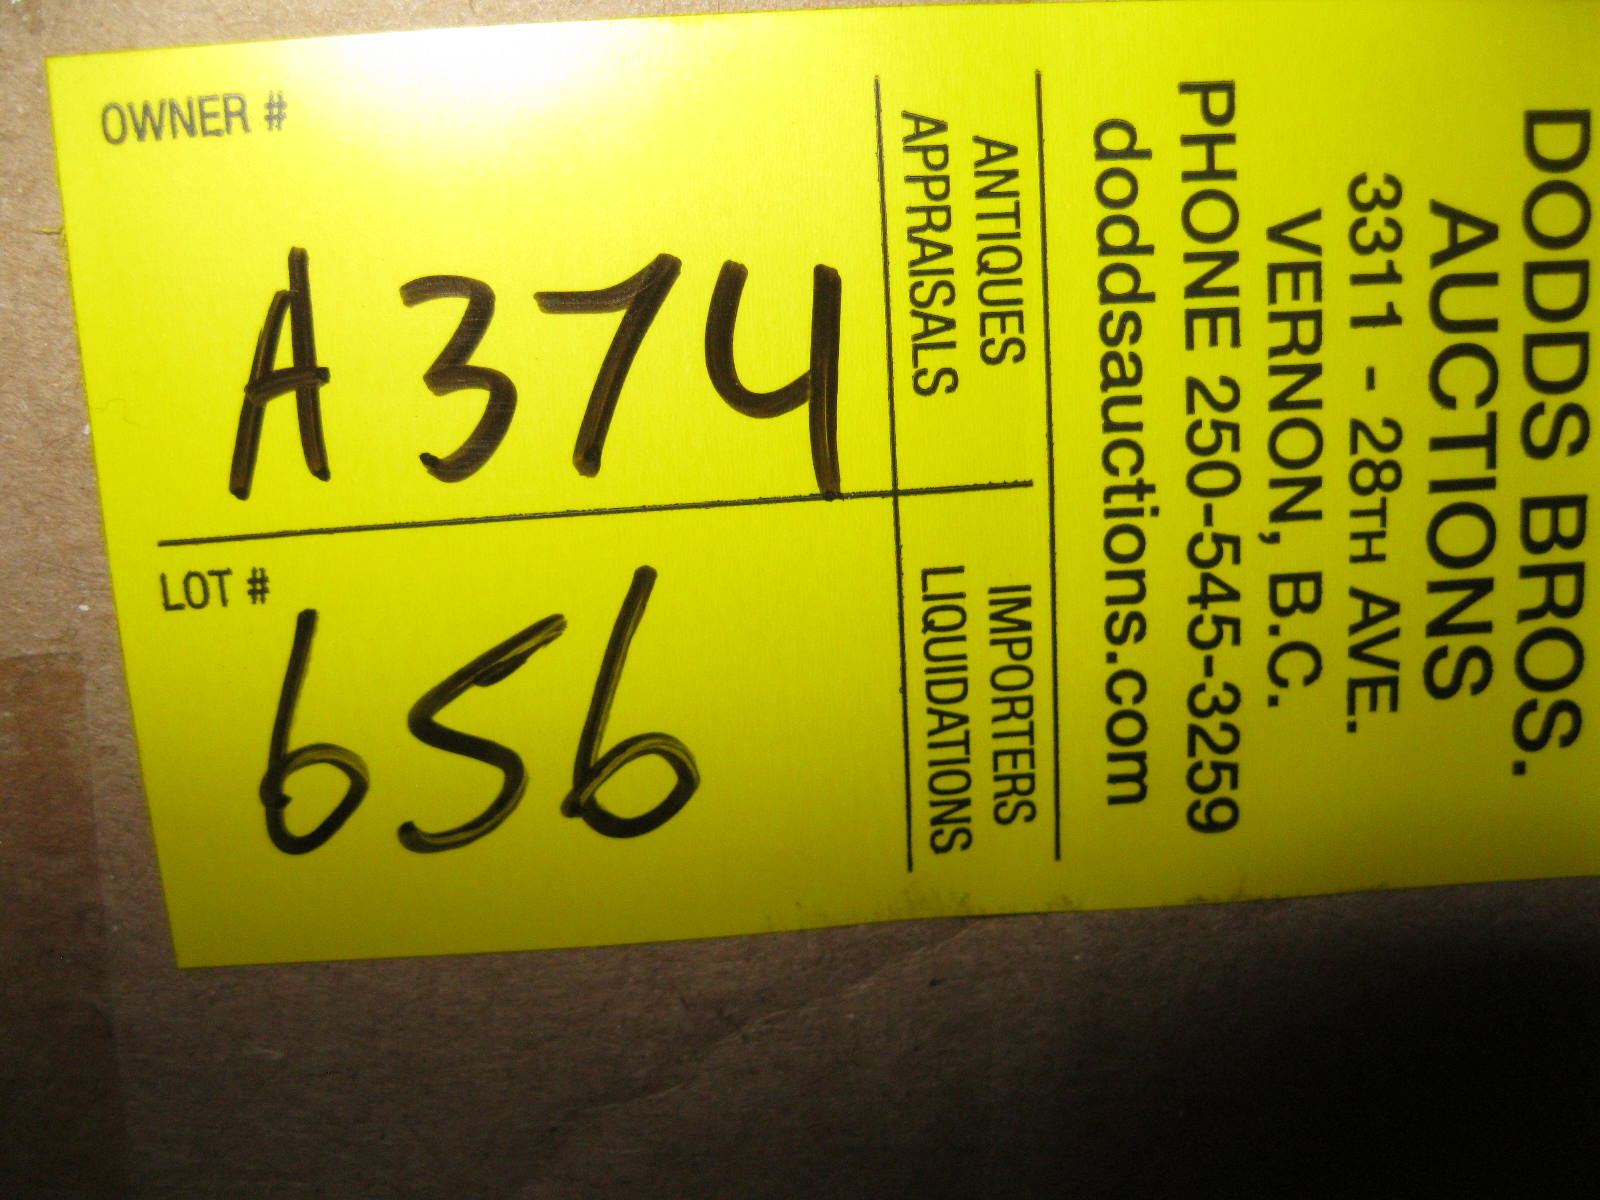 DODDS BROS.
AUCTIONS
3311 - 28TH AVE.
VERNON, B.C.
PHONE 250-545-3259
doddsauctions.com
ANTIQUES
APPRAISALS
IMPORTERS
LIQUIDATIONS
OWNER #
A374
LOT #
656